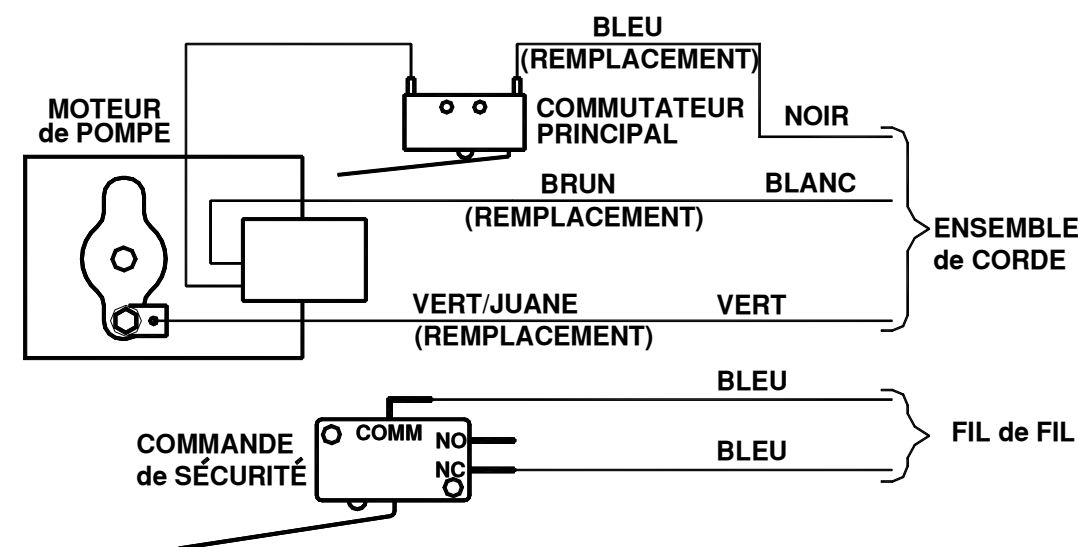 BLEU
(REMPLACEMENT)
MOTEUR
de POMPE
COMMUTATEUR
PRINCIPAL
NOIR
BRUN
(REMPLACEMENT)
BLANC
ENSEMBLE
de CORDE
VERT/JUANE
(REMPLACEMENT)
VERT
BLEU
COMMANDE
de SÉCURITÉ
COMM
NO
NC
BLEU
FIL de FIL